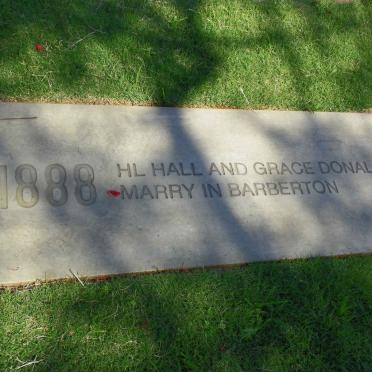 1888
HL HALL AND GRACE DONAL
MARRY IN BARBERTON